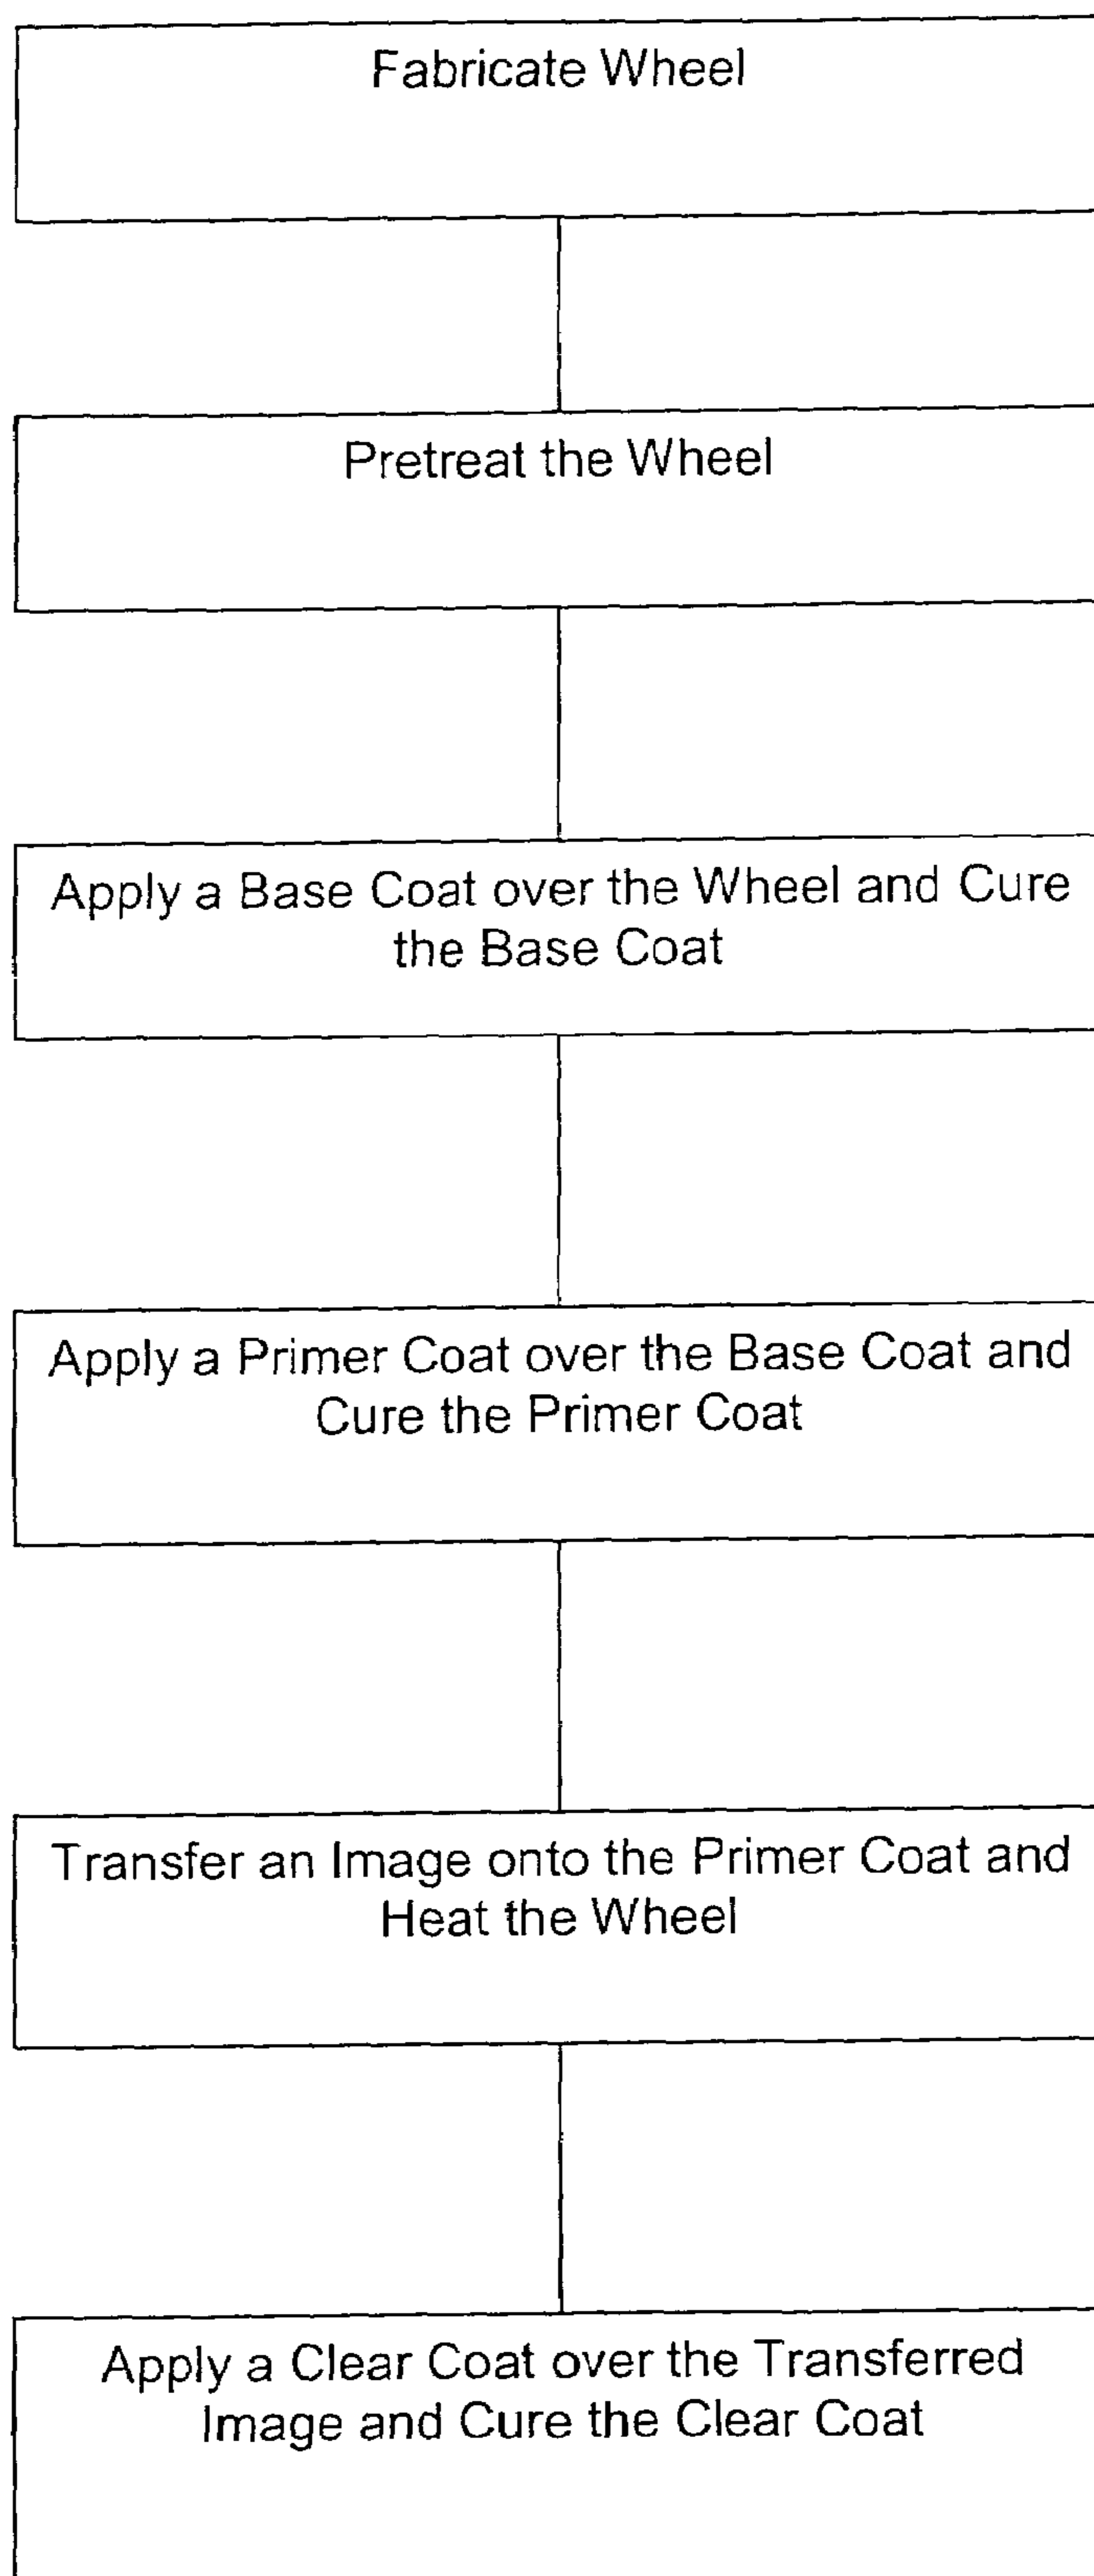 Fabricate Wheel
Pretreat the Wheel
Apply a Base Coat over the Wheel and Cure
the Base Coat
Apply a Primer Coat over the Base Coat and
Cure the Primer Coat
Transfer an Image onto the Primer Coat and
Heat the Wheel
Apply a Clear Coat over the Transferred
Image and Cure the Clear Coat